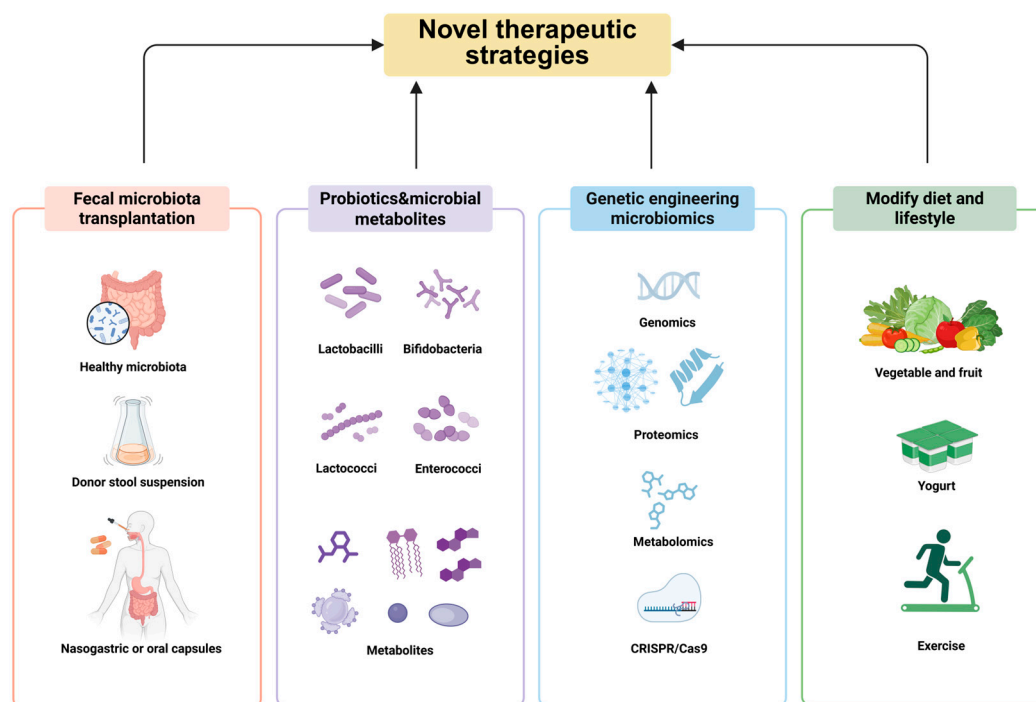 Novel therapeutic
strategies
Fecal microbiota
transplantation
Healthy microbiota
Donor stool suspension
Nasogastric or oral capsules
Probiotics&microbial
metabolites
Lactobacilli
Bifidobacteria
Lactococci
Enterococci
Metabolites
Genetic engineering
microbiomics
Genomics
Proteomics
Metabolomics
CRISPR/Cas9
Modify diet and
lifestyle
Vegetable and fruit
Yogurt
Exercise